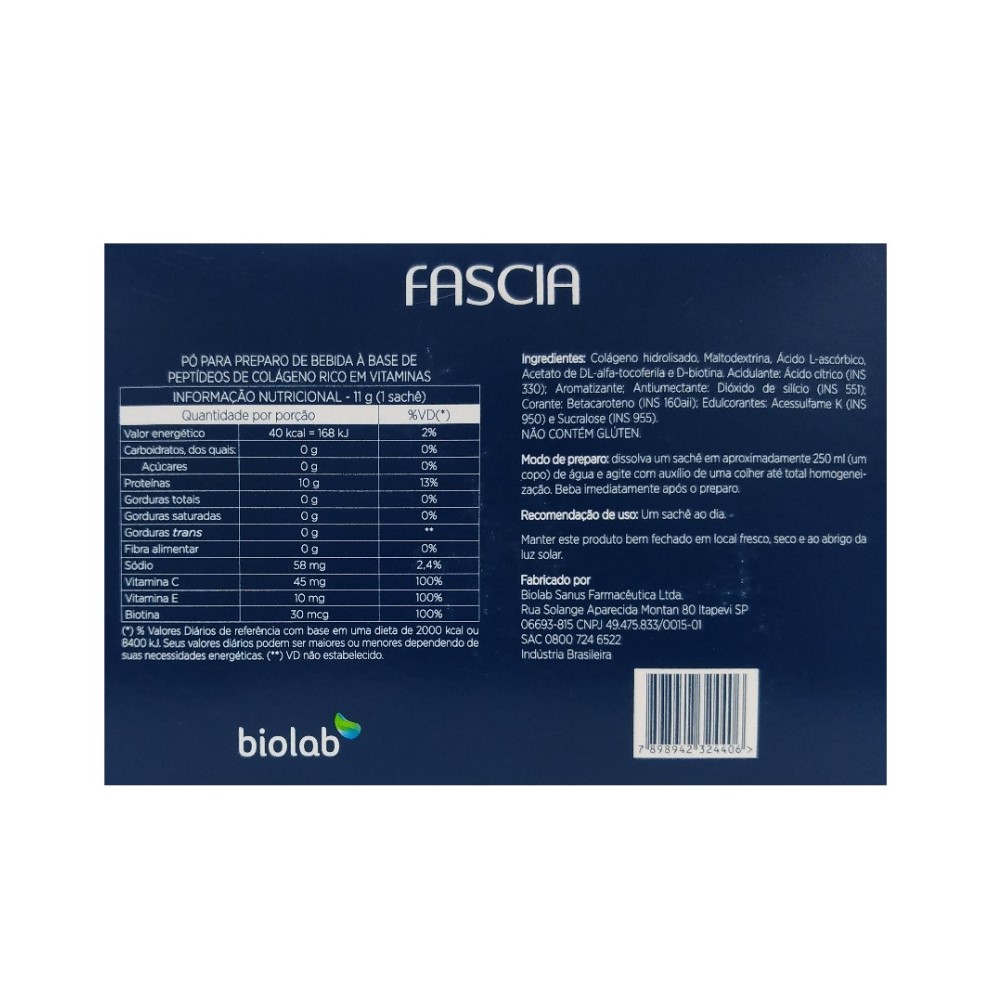 FASCIA
PÓ PARA PREPARO DE BEBIDA À BASE DE
PEPTÍDEOS DE COLÁGENO RICO EM VITAMINAS
INFORMAÇÃO NUTRICIONAL - 11 g (1 sachê)
Quantidade por porção %VD(*)
Valor energético 40 kcal = 168 kJ 2%
Carboidratos, dos quais: 0 g 0%
Açúcares 0 g 0%
Proteínas 10 g 13%
Gorduras totais 0 g 0%
Gorduras saturadas 0 g 0%
Gorduras trans 0 g **
Fibra alimentar 0 g 0%
Sódio 58 mg 2,4%
Vitamina C 45 mg 100%
Vitamina E 10 mg 100%
Biotina 30 mcg 100%
(*) % Valores Diários de referência com base em uma dieta de 2000 kcal ou
8400 kJ. Seus valores diários podem ser maiores ou menores dependendo de
suas necessidades energéticas. (**) VD não estabelecido.
biolab
Ingredientes: Colágeno hidrolisado, Maltodextrina, Ácido L-ascórbico,
Acetato de DL-alfa-tocoferila e D-biotina. Acidulante: Ácido cítrico (INS
330); Aromatizante; Antiumectante: Dióxido de silício (INS 551);
Corante: Betacaroteno (INS 160aii); Edulcorantes: Acessulfame K (INS
950) e Sucralose (INS 955).
NÃO CONTÉM GLÚTEN.
Modo de preparo: dissolva um sachê em aproximadamente 250 ml (um
copo) de água e agite com auxílio de uma colher até total homogenei-
zação. Beba imediatamente após o preparo.
Recomendação de uso: Um sachê ao dia.
Manter este produto bem fechado em local fresco, seco e ao abrigo da
luz solar.
Fabricado por
Biolab Sanus Farmacêutica Ltda.
Rua Solange Aparecida Montan 80 Itapevi SP
06693-815 CNPJ 49.475.833/0015-01
SAC 0800 724 6522
Indústria Brasileira
7 898942 324406 >